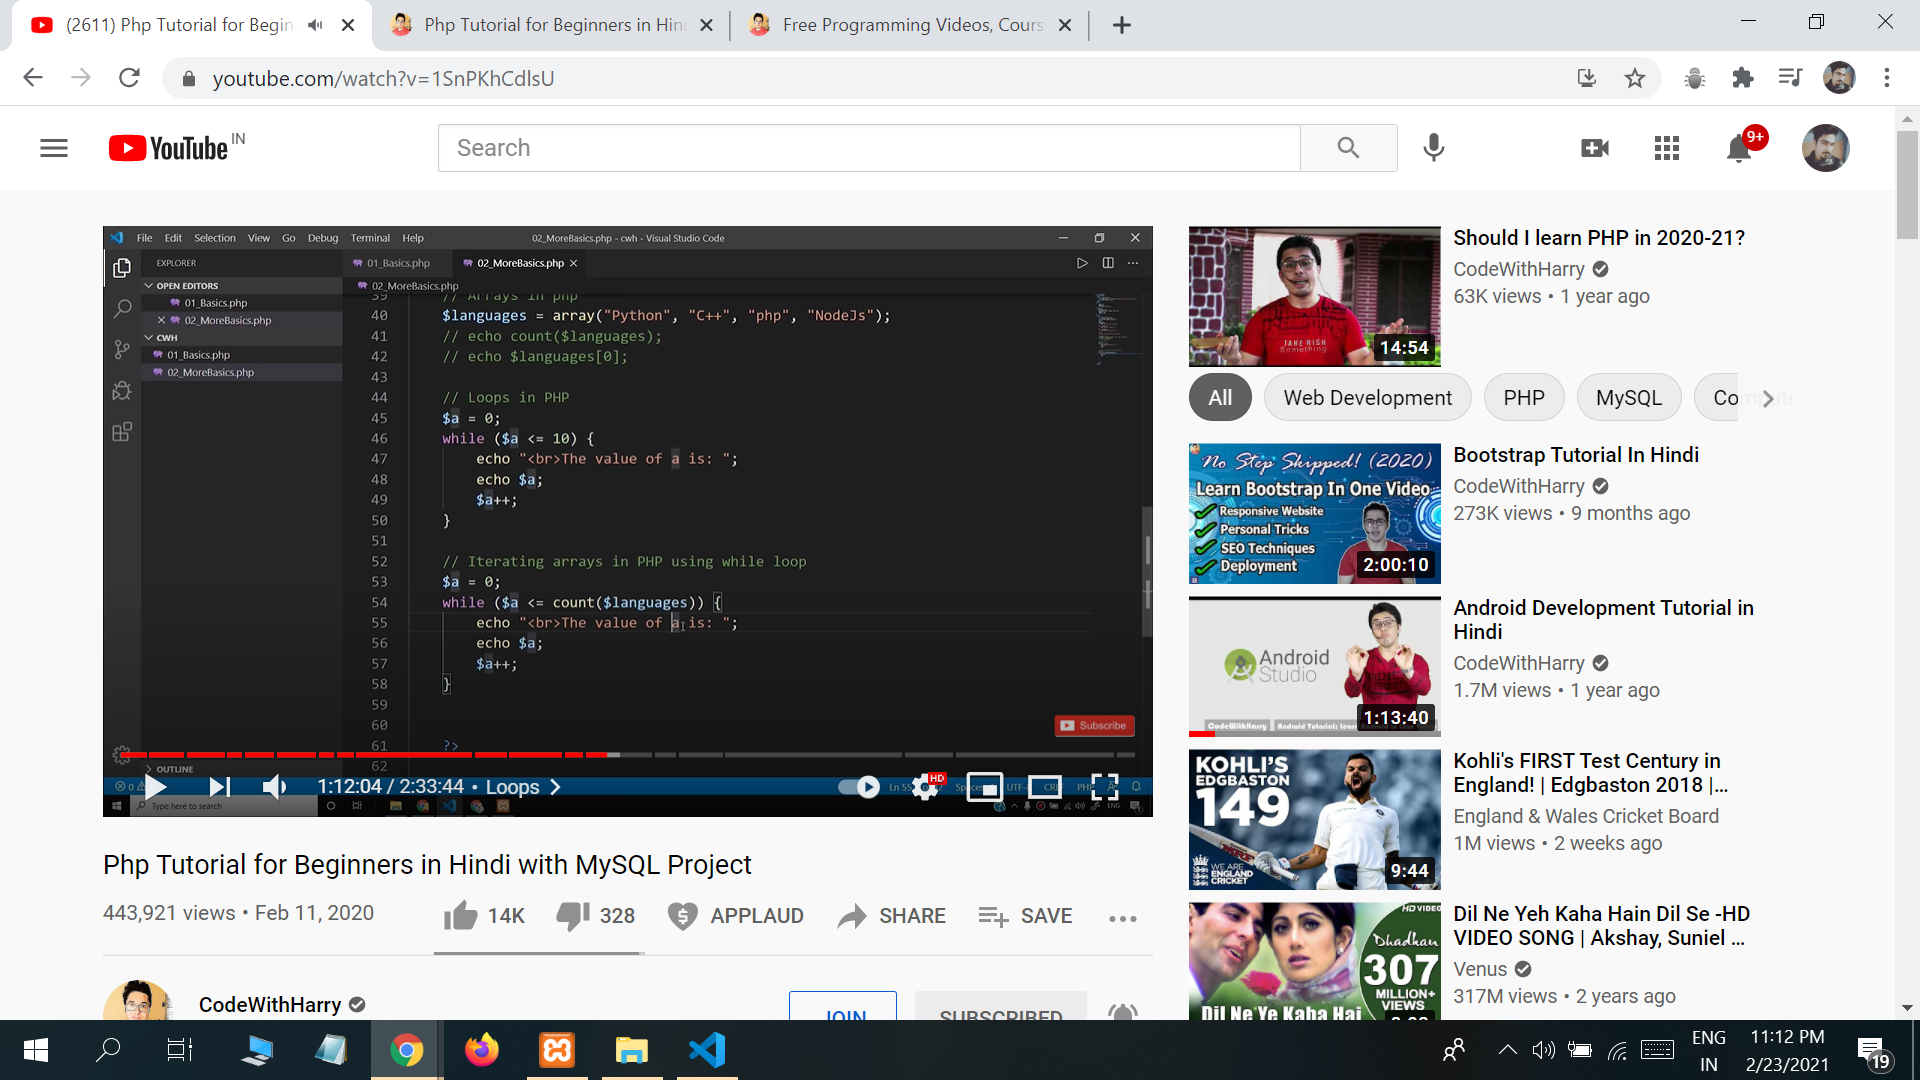 (2611) Php Tutorial for Begin
Php Tutorial for Beginners in Hin
Free Programming Videos, Cours
youtube.com/watch?v=1SnPKhCdlsU
YouTube IN
Search
9+
File Edit Selection View Go Debug Terminal Help
02_MoreBasics.php - cwh - Visual Studio Code
EXPLORER
01_Basics.php
02_MoreBasics.php
OPEN EDITORS
01_Basics.php
02_MoreBasics.php
CWH
01_Basics.php
02_MoreBasics.php
OUTLINE
02_MoreBasics.php
39 // Arrays in php
40 $languages = array("Python", "C++", "php", "NodeJs");
41 // echo count($languages);
42 // echo $languages[0];
43
44 // Loops in PHP
45 $a = 0;
46 while ($a <= 10) {
47 echo "<br>The value of a is: ";
48 echo $a;
49 $a++;
50 }
51
52 // Iterating arrays in PHP using while loop
53 $a = 0;
54 while ($a <= count($languages)) {
55 echo "<br>The value of a is: ";
56 echo $a;
57 $a++;
58 }
59
60
61 ?>
62
Subscribe
1:12:04 / 2:33:44 • Loops
HD
Type here to search
Php Tutorial for Beginners in Hindi with MySQL Project
443,921 views • Feb 11, 2020
14K 328 APPLAUD SHARE SAVE
CodeWithHarry
JOIN SUBSCRIBED
TAKE RISH
Something
14:54
Should I learn PHP in 2020-21?
CodeWithHarry
63K views • 1 year ago
All Web Development PHP MySQL Co
No Step Skipped! (2020)
Learn Bootstrap In One Video
Responsive Website
Personal Tricks
SEO Techniques
Deployment
2:00:10
Bootstrap Tutorial In Hindi
CodeWithHarry
273K views • 9 months ago
Android
Studio
CodeWithHarry
1:13:40
Android Development Tutorial in
Hindi
CodeWithHarry
1.7M views • 1 year ago
KOHLI'S
EDGBASTON
149
WE ARE
ENGLAND
CRICKET
9:44
Kohli's FIRST Test Century in
England! | Edgbaston 2018 |...
England & Wales Cricket Board
1M views • 2 weeks ago
HD VIDEO
Dhadkan
307
MILLION+
VIEWS
Dil Ne Ye Kaha Hai
Dil Ne Yeh Kaha Hain Dil Se -HD
VIDEO SONG | Akshay, Suniel ...
Venus
317M views • 2 years ago
ENG
IN
11:12 PM
2/23/2021
19